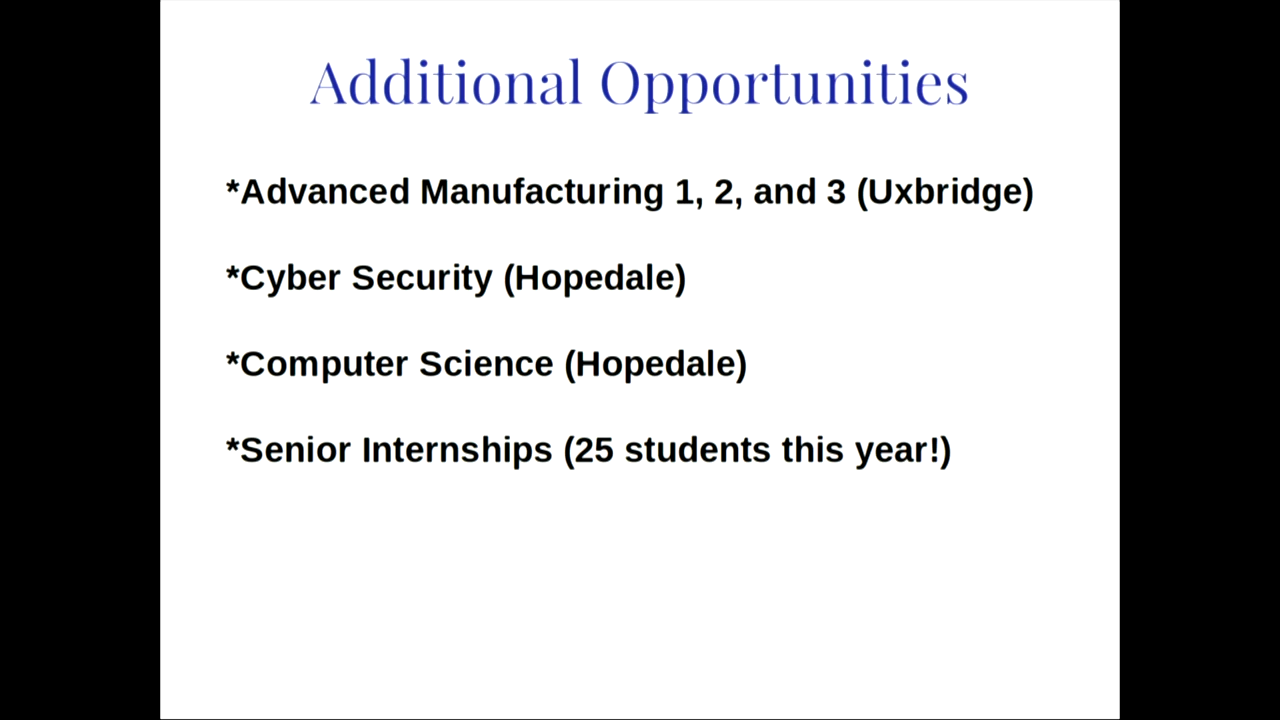 Additional Opportunities
*Advanced Manufacturing 1, 2, and 3 (Uxbridge)
*Cyber Security (Hopedale)
*Computer Science (Hopedale)
*Senior Internships (25 students this year!)